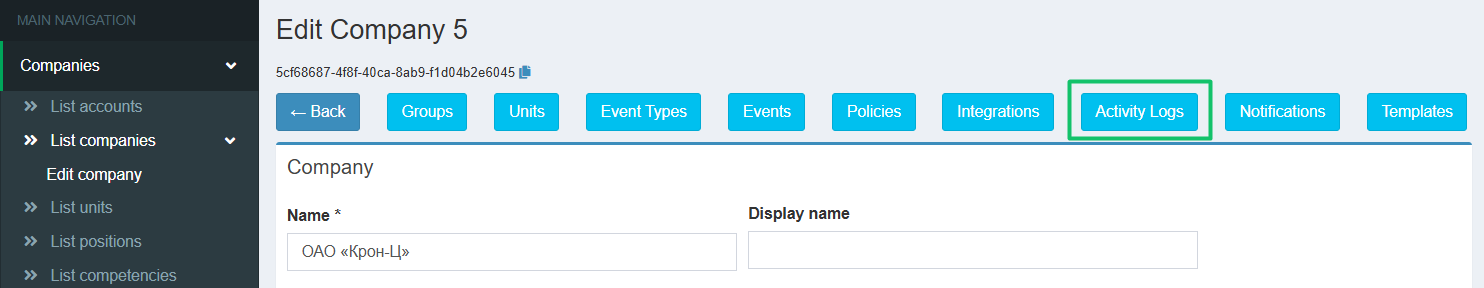 MAIN NAVIGATION
Companies
List accounts
List companies
Edit company
List units
List positions
List competencies
Edit Company 5
5cf68687-4f8f-40ca-8ab9-f1d04b2e6045
← Back Groups Units Event Types Events Policies Integrations Activity Logs Notifications Templates
Company
Name * Display name
ОАО «Крон-Ц»